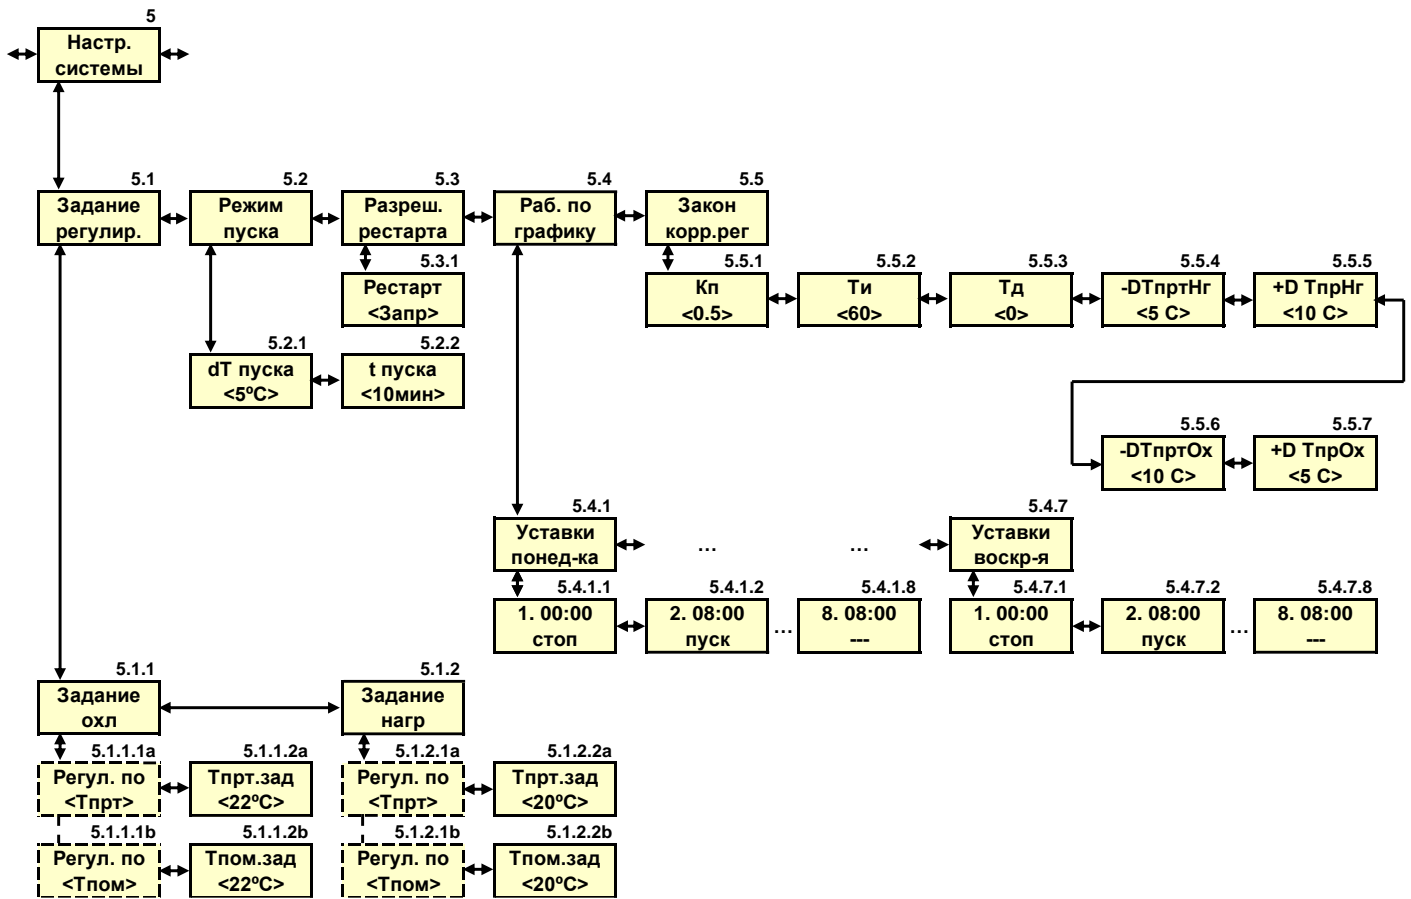 5
Настр.
системы
5.1
Задание
регулир.
5.2
Режим
пуска
5.3
Разреш.
рестарта
5.4
Раб. по
графику
5.5
Закон
корр.рег
5.3.1
Рестарт
<Запр>
5.5.1
Кп
<0.5>
5.5.2
Ти
<60>
5.5.3
Тд
<0>
5.5.4
-DТпртНг
<5 С>
5.5.5
+D ТпрНг
<10 С>
5.2.1
dT пуска
<5ºС>
5.2.2
t пуска
<10мин>
5.5.6
-DТпртОх
<10 С>
5.5.7
+D ТпрОх
<5 С>
5.4.1
Уставки
понед-ка
... ...
5.4.7
Уставки
воскр-я
5.4.1.1
1. 00:00
стоп
5.4.1.2
2. 08:00
пуск
...
5.4.1.8
8. 08:00
---
5.4.7.1
1. 00:00
стоп
5.4.7.2
2. 08:00
пуск
...
5.4.7.8
8. 08:00
---
5.1.1
Задание
охл
5.1.2
Задание
нагр
5.1.1.1a
Регул. по
<Тпрт>
5.1.1.2a
Тпрт.зад
<22ºС>
5.1.2.1a
Регул. по
<Тпрт>
5.1.2.2a
Тпрт.зад
<20ºС>
5.1.1.1b
Регул. по
<Тпом>
5.1.1.2b
Тпом.зад
<22ºС>
5.1.2.1b
Регул. по
<Тпом>
5.1.2.2b
Тпом.зад
<20ºС>